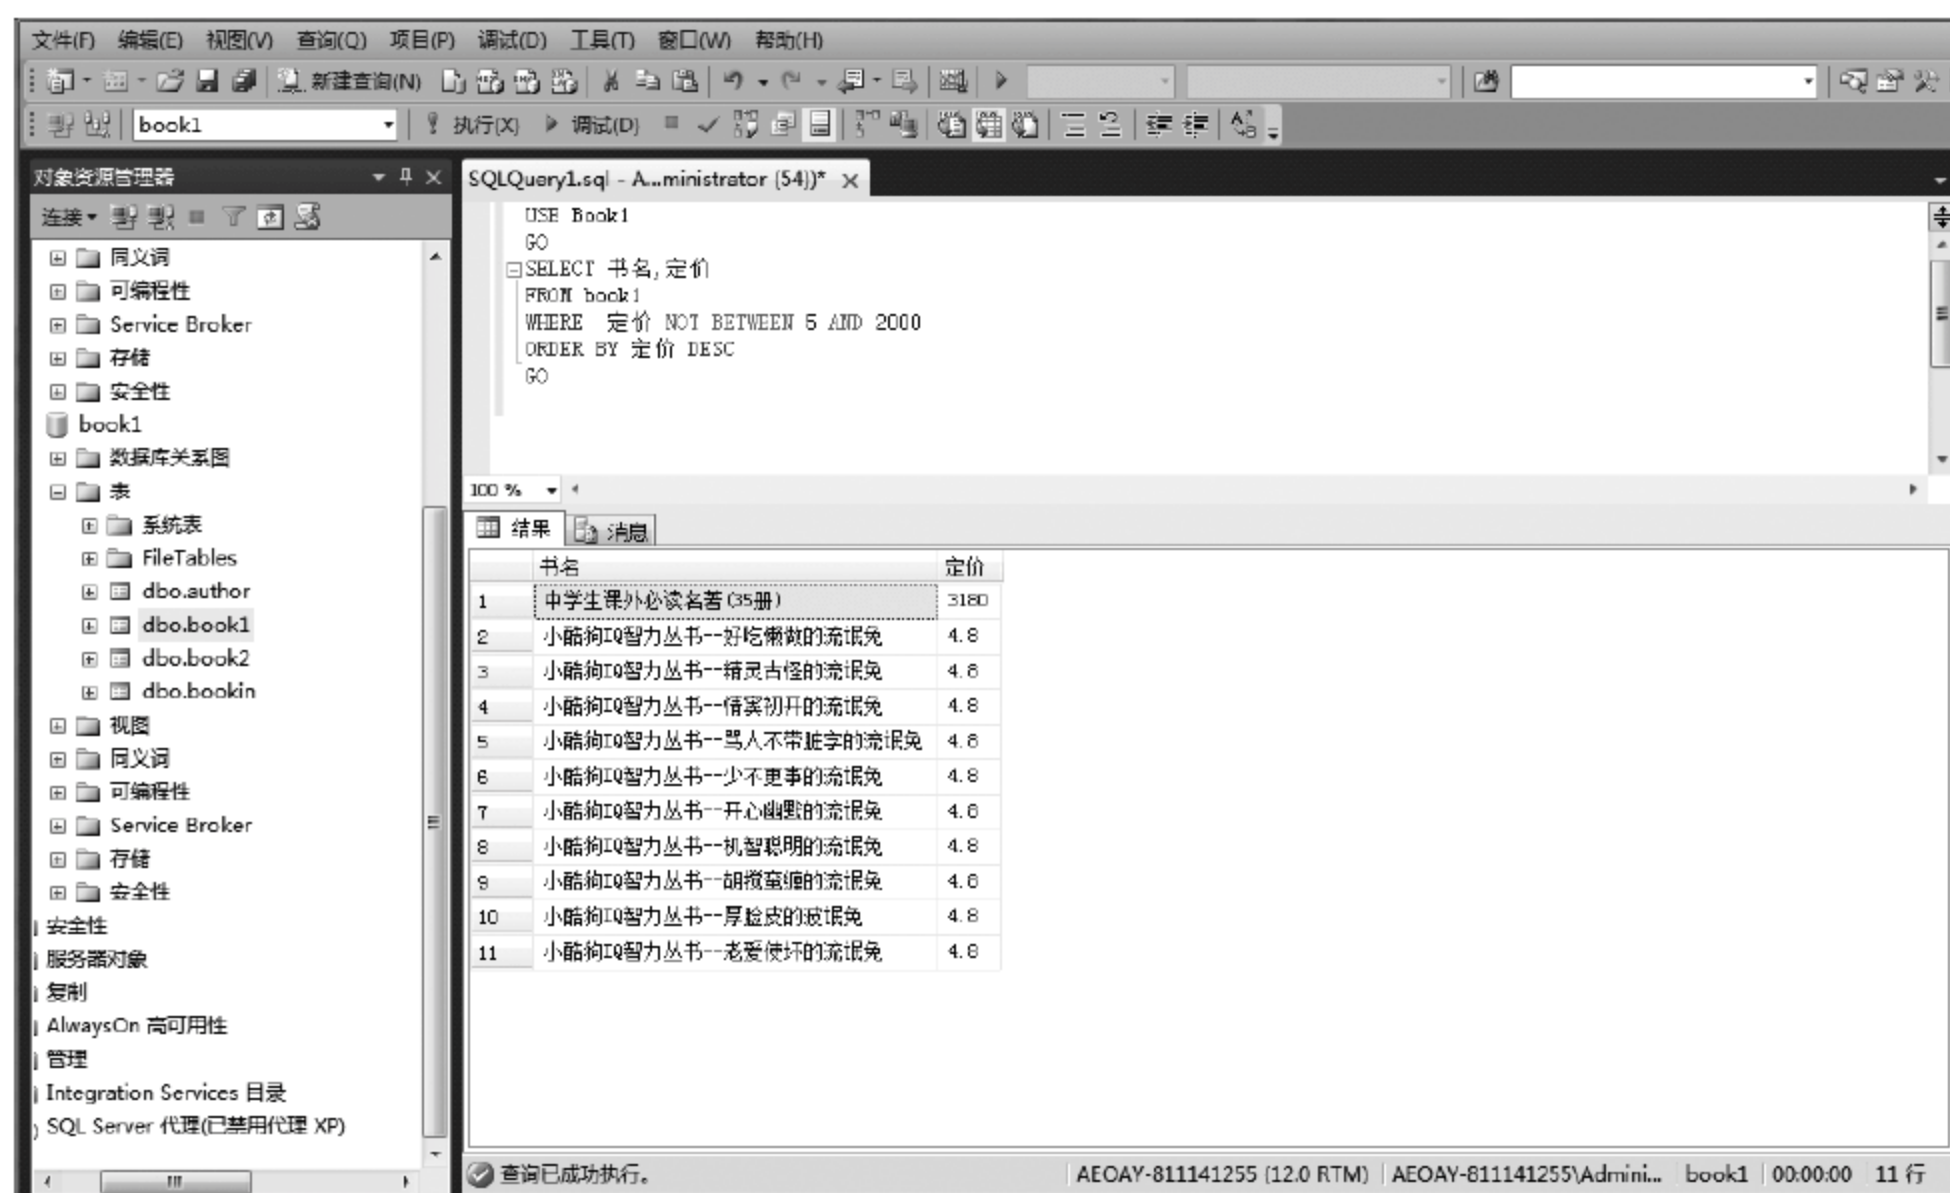 文件(F) 编辑(E) 视图(V) 查询(Q) 项目(P) 调试(D) 工具(T) 窗口(W) 帮助(H)
新建查询(N)
book1 执行(X) 调试(D)
对象资源管理器
连接
同义词
可编程性
Service Broker
存储
安全性
book1
数据库关系图
表
系统表
FileTables
dbo.author
dbo.book1
dbo.book2
dbo.bookin
视图
同义词
可编程性
Service Broker
存储
安全性
安全性
服务器对象
复制
AlwaysOn 高可用性
管理
Integration Services 目录
SQL Server 代理(已禁用代理 XP)
SQLQuery1.sql - A...ministrator (54))*
USE Book1
GO
SELECT 书名,定价
FROM book1
WHERE 定价 NOT BETWEEN 5 AND 2000
ORDER BY 定价 DESC
GO
100 %
结果 消息
书名 定价
1 中学生课外必读名著(35册) 3180
2 小酷狗IQ智力丛书--好吃懒做的流氓兔 4.8
3 小酷狗IQ智力丛书--精灵古怪的流氓兔 4.8
4 小酷狗IQ智力丛书--情窦初开的流氓兔 4.8
5 小酷狗IQ智力丛书--骂人不带脏字的流氓兔 4.8
6 小酷狗IQ智力丛书--少不更事的流氓兔 4.8
7 小酷狗IQ智力丛书--开心幽默的流氓兔 4.8
8 小酷狗IQ智力丛书--机智聪明的流氓兔 4.8
9 小酷狗IQ智力丛书--胡搅蛮缠的流氓兔 4.8
10 小酷狗IQ智力丛书--厚脸皮的波氓兔 4.8
11 小酷狗IQ智力丛书--老爱使坏的流氓兔 4.8
查询已成功执行。 AEOAY-811141255 (12.0 RTM) AEOAY-811141255\Admini... book1 00:00:00 11 行